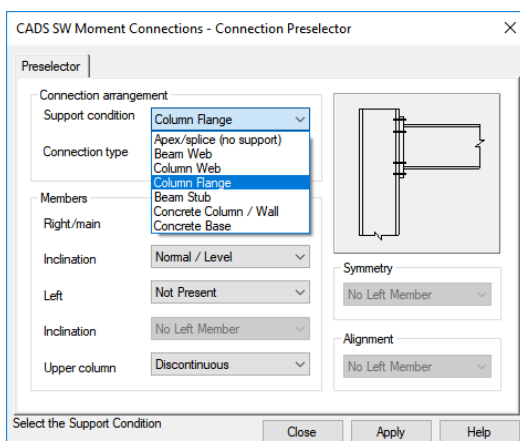 CADS SW Moment Connections - Connection Preselector
Preselector
Connection arrangement
Support condition
Column Flange
Apex/splice (no support)
Beam Web
Column Web
Column Flange
Beam Stub
Concrete Column / Wall
Concrete Base
Connection type
Members
Right/main
Inclination
Normal / Level
Left
Not Present
Inclination
No Left Member
Upper column
Discontinuous
Symmetry
No Left Member
Alignment
No Left Member
Select the Support Condition
Close
Apply
Help